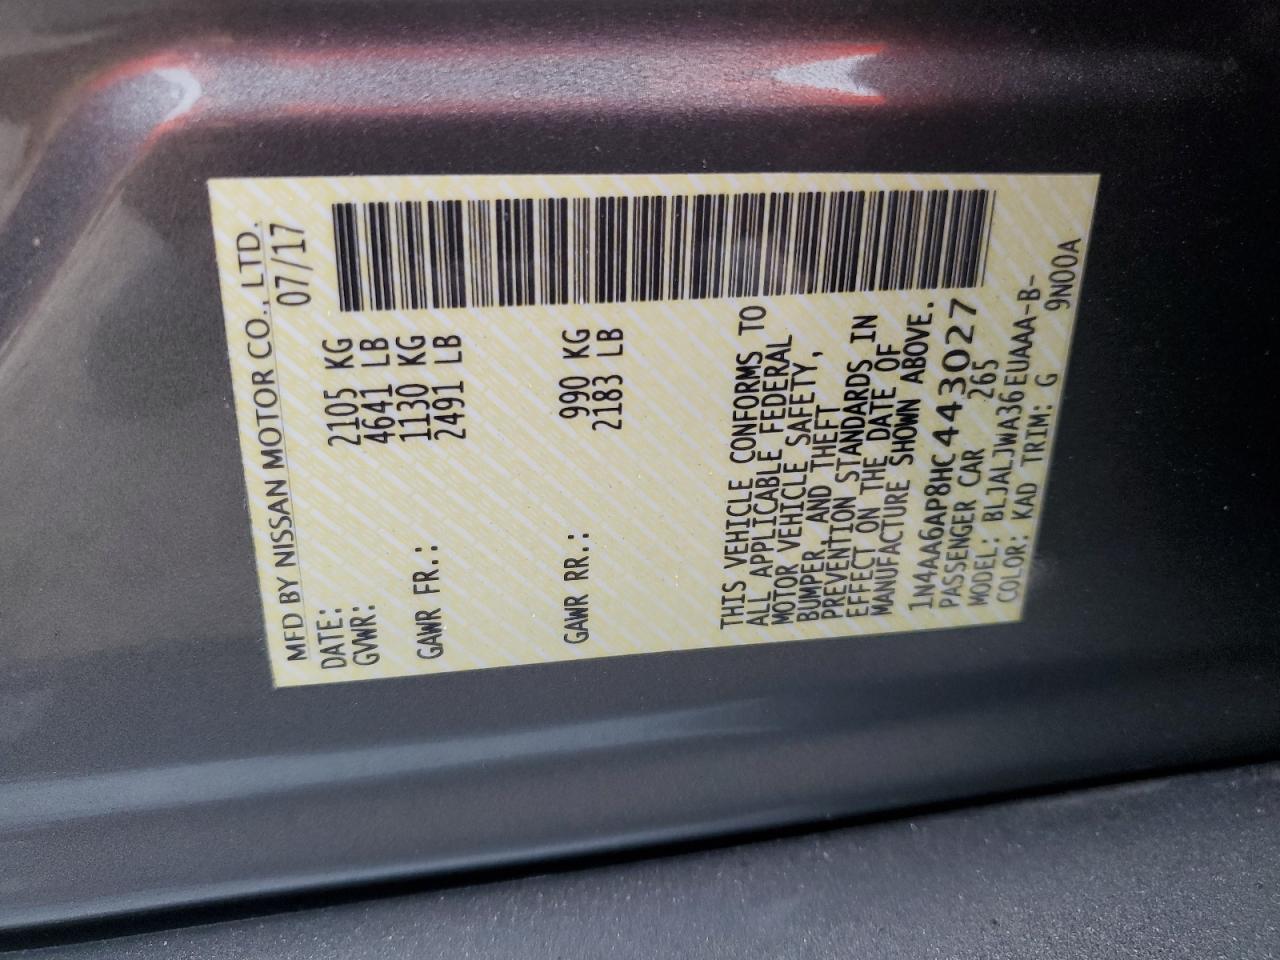 MFD BY NISSAN MOTOR CO., LTD.
DATE: 07/17
GVWR: 2105 KG
4641 LB
GAWR FR.: 1130 KG
2491 LB
GAWR RR.: 990 KG
2183 LB
THIS VEHICLE CONFORMS TO
ALL APPLICABLE FEDERAL
MOTOR VEHICLE SAFETY,
BUMPER, AND THEFT
PREVENTION STANDARDS IN
EFFECT ON THE DATE OF
MANUFACTURE SHOWN ABOVE.
1N4AA6AP8HC443027
PASSENGER CAR 265
MODEL: BLJALJWA36EUAAA-B-
COLOR: KAD TRIM: G 9N00A